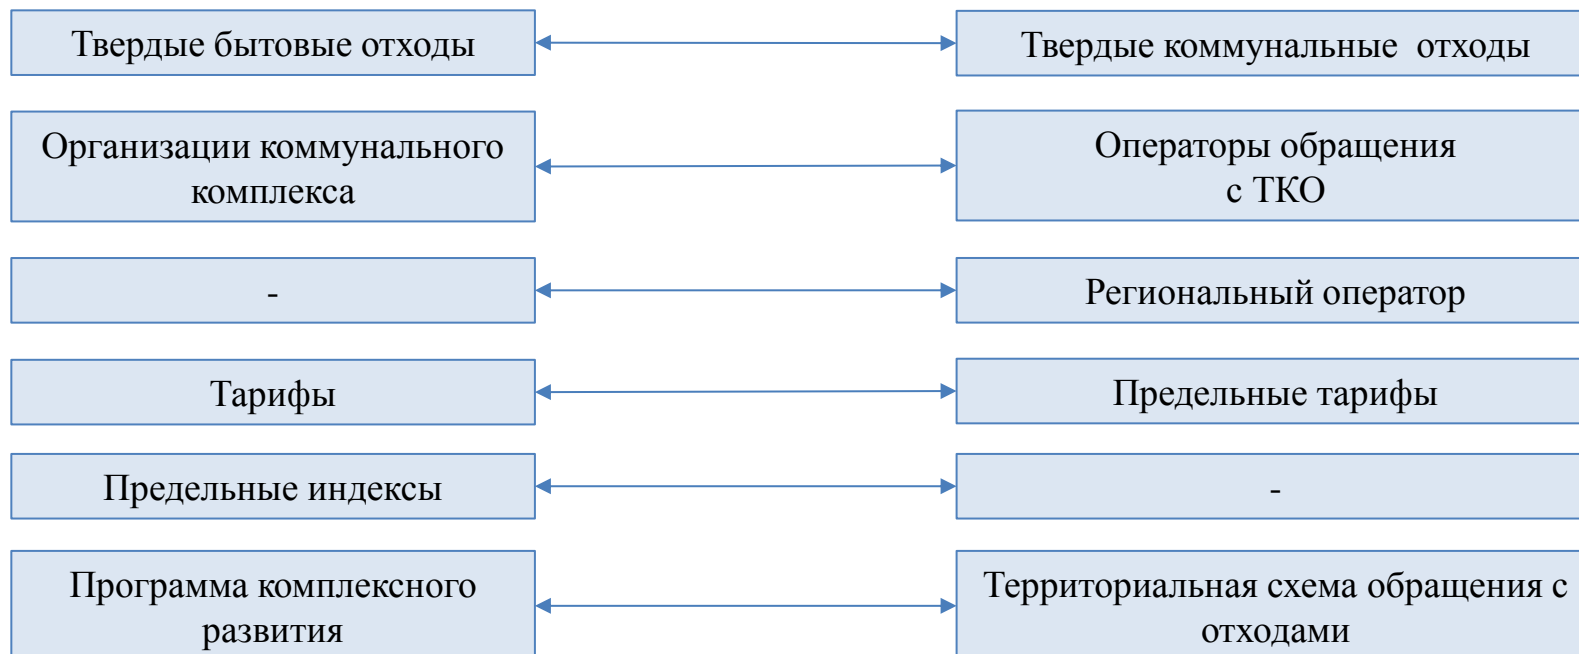 Твердые бытовые отходы
Твердые коммунальные отходы
Организации коммунального
комплекса
Операторы обращения
с ТКО
-
Региональный оператор
Тарифы
Предельные тарифы
Предельные индексы
-
Программа комплексного
развития
Территориальная схема обращения с
отходами